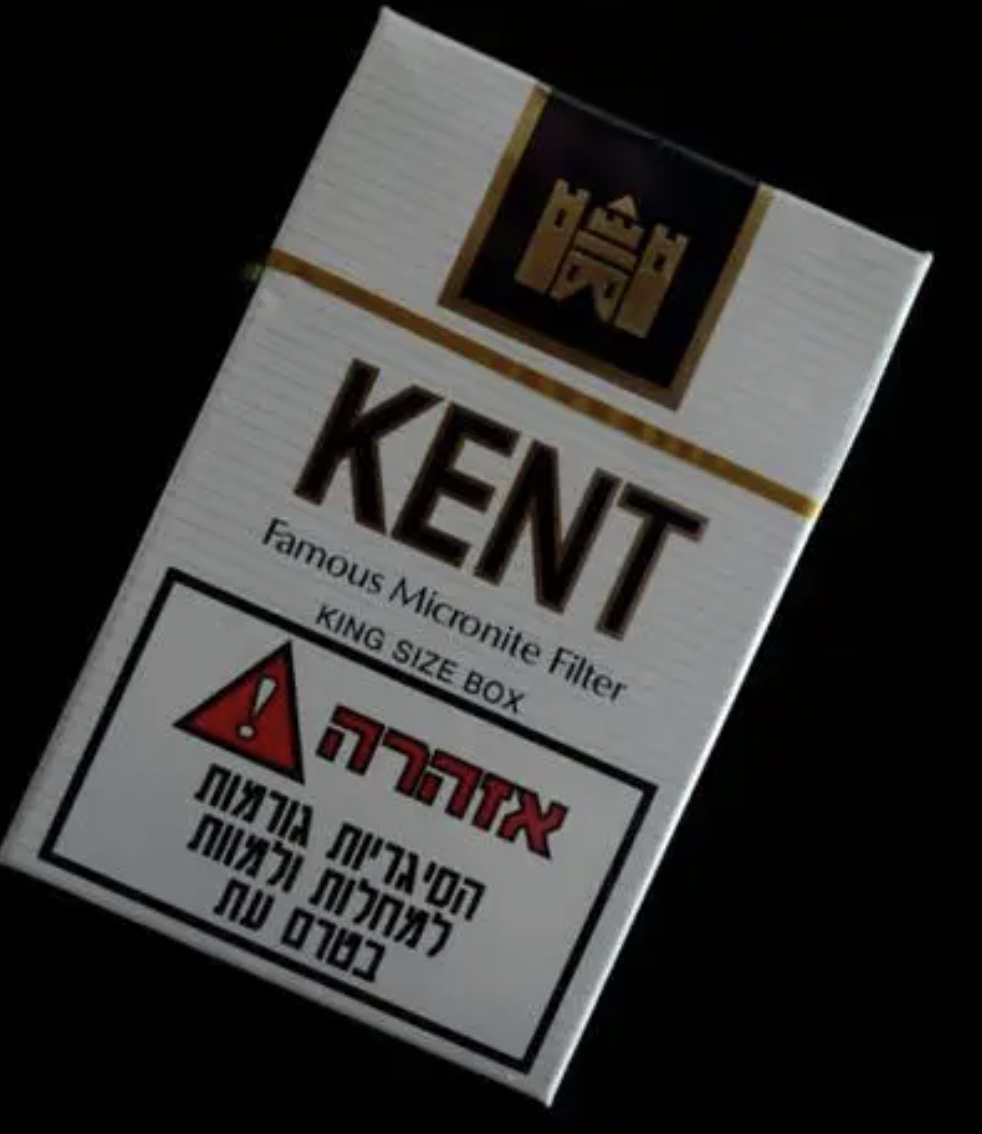 KENT
Famous Micronite Filter
KING SIZE BOX
אזהרה
הסיגריות גורמות
למחלות ולמוות
בטרם עת